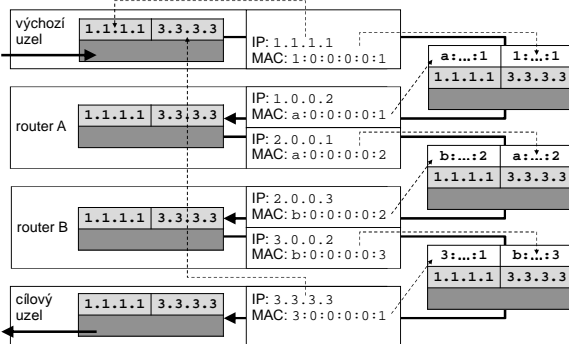 výchozí
uzel
1.1.1.1 3.3.3.3
IP: 1.1.1.1
MAC: 1:0:0:0:0:1
a:...:1 1:...:1
1.1.1.1 3.3.3.3
router A
1.1.1.1 3.3.3.3
IP: 1.0.0.2
MAC: a:0:0:0:0:1
IP: 2.0.0.1
MAC: a:0:0:0:0:2
b:...:2 a:...:2
1.1.1.1 3.3.3.3
router B
1.1.1.1 3.3.3.3
IP: 2.0.0.3
MAC: b:0:0:0:0:2
IP: 3.0.0.2
MAC: b:0:0:0:0:3
3:...:1 b:...:3
1.1.1.1 3.3.3.3
cílový
uzel
1.1.1.1 3.3.3.3
IP: 3.3.3.3
MAC: 3:0:0:0:0:1